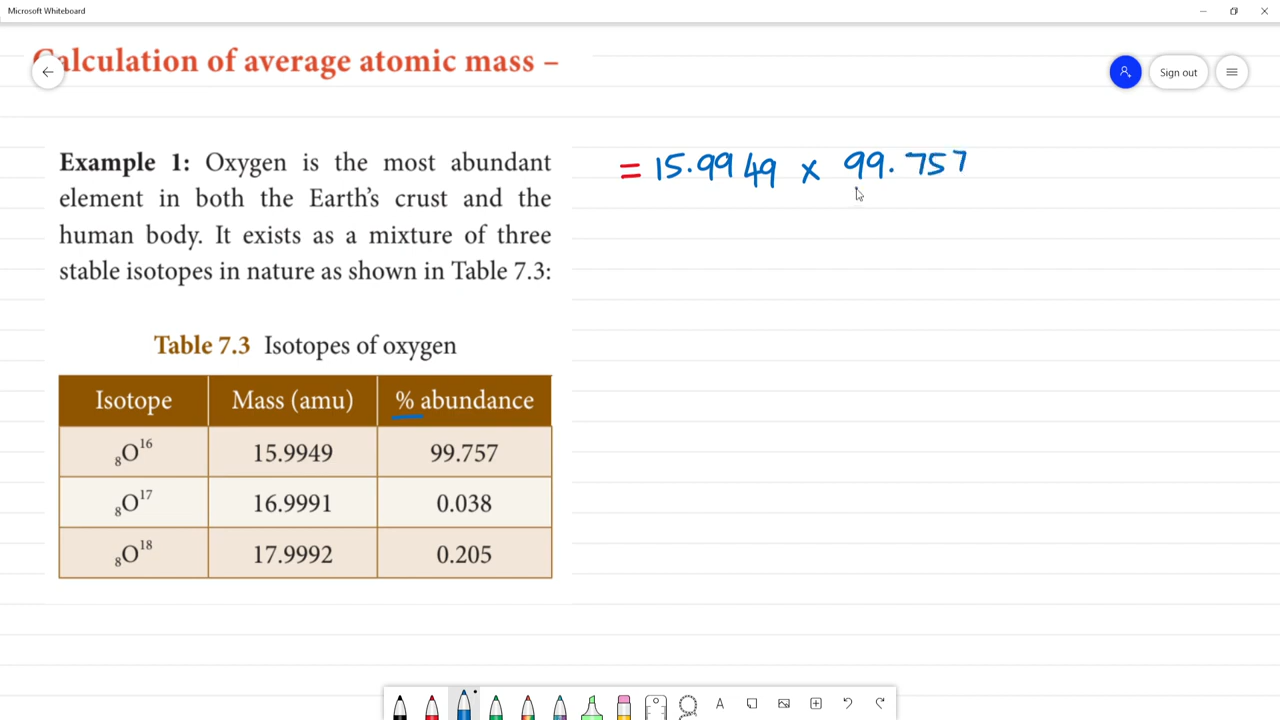 Microsoft Whiteboard
Calculation of average atomic mass –
Sign out
Example 1: Oxygen is the most abundant
element in both the Earth's crust and the
human body. It exists as a mixture of three
stable isotopes in nature as shown in Table 7.3:
= 15.9949 x 99.757
Table 7.3 Isotopes of oxygen
Isotope Mass (amu) % abundance
₈O¹⁶ 15.9949 99.757
₈O¹⁷ 16.9991 0.038
₈O¹⁸ 17.9992 0.205
A